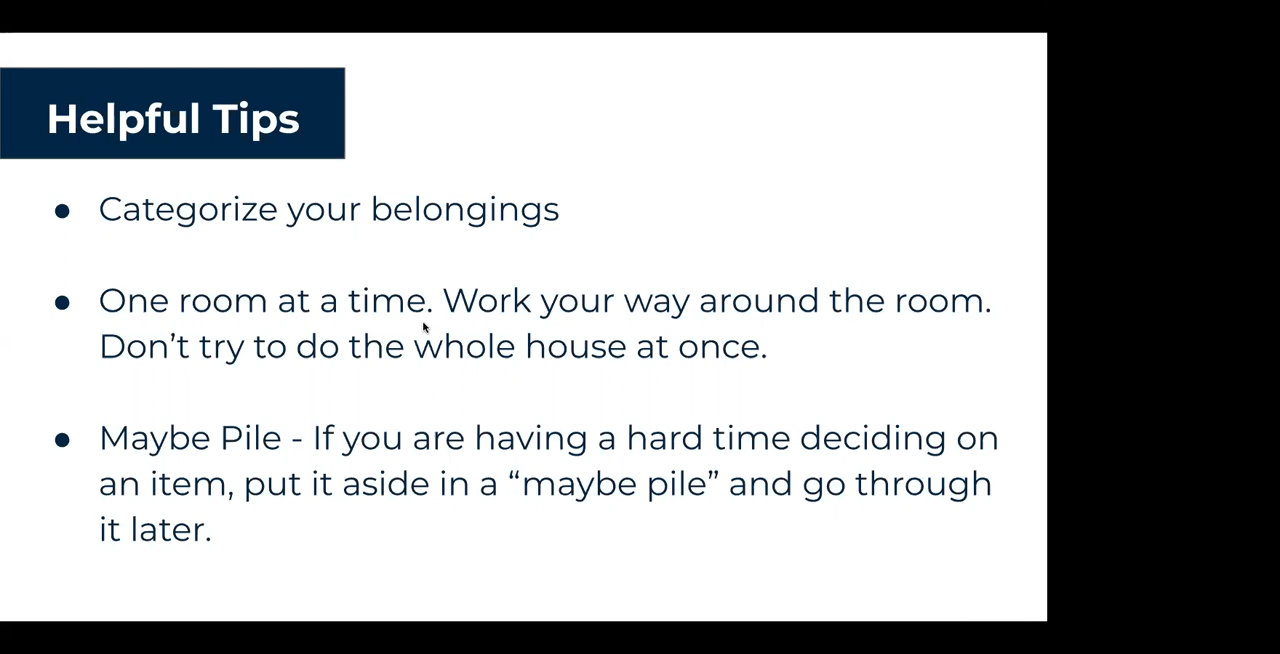 Helpful Tips
● Categorize your belongings
● One room at a time. Work your way around the room.
Don’t try to do the whole house at once.
● Maybe Pile - If you are having a hard time deciding on
an item, put it aside in a “maybe pile” and go through
it later.